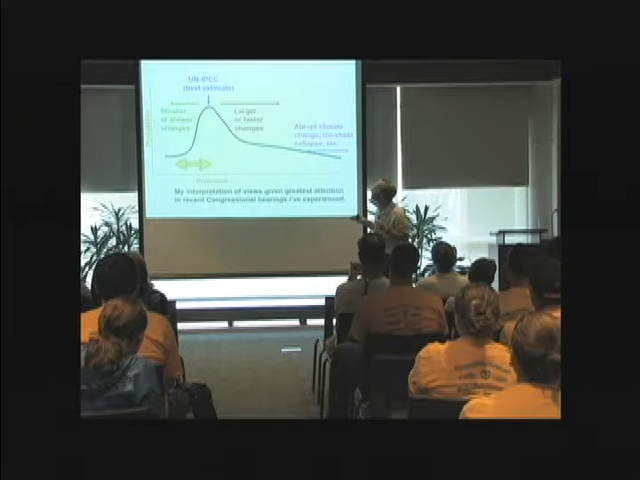 UN-IPCC
(best estimate)
Smaller
or slower
changes
Larger
or faster
changes
Abrupt climate
change, ice-sheet
collapse, etc.
Problems
My interpretation of views given greatest attention
in recent Congressional hearings I've experienced.